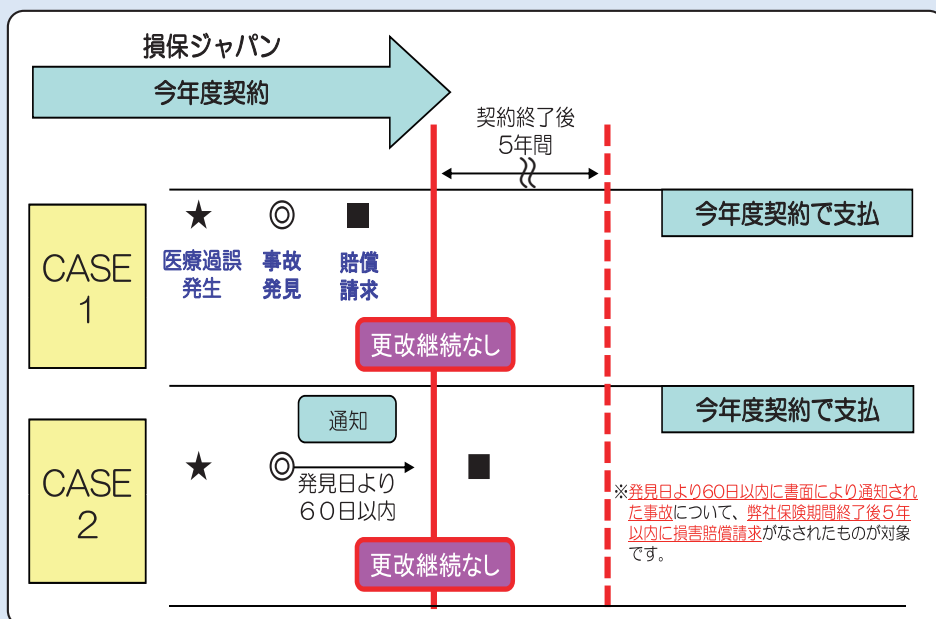 損保ジャパン
今年度契約
契約終了後
5年間
CASE
1
★
◎
■
医療過誤
発生
事故
発見
賠償
請求
今年度契約で支払
更改継続なし
CASE
2
通知
★
◎
■
発見日より
60日以内
今年度契約で支払
※発見日より60日以内に書面により通知され
た事故について、弊社保険期間終了後5年
以内に損害賠償請求がなされたものが対象
です。
更改継続なし